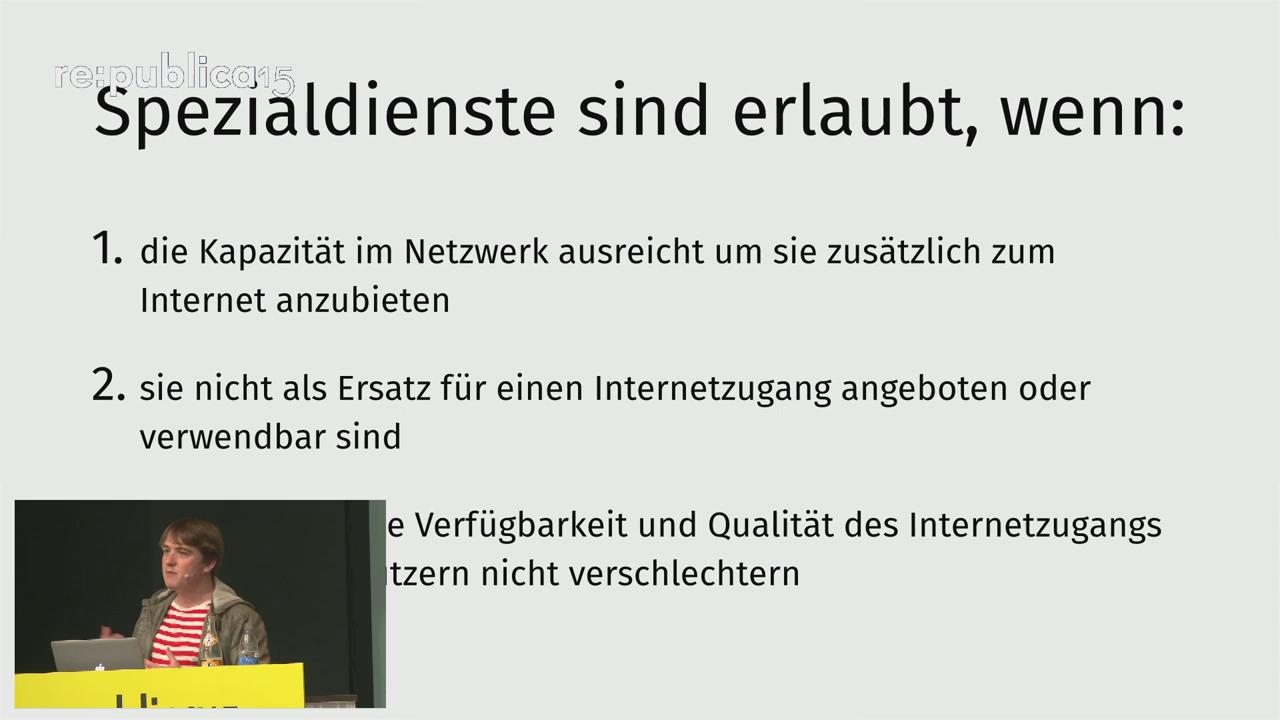 re:publica15
Spezialdienste sind erlaubt, wenn:
1. die Kapazität im Netzwerk ausreicht um sie zusätzlich zum
Internet anzubieten
2. sie nicht als Ersatz für einen Internetzugang angeboten oder
verwendbar sind
Verfügbarkeit und Qualität des Internetzugangs
nicht verschlechtern